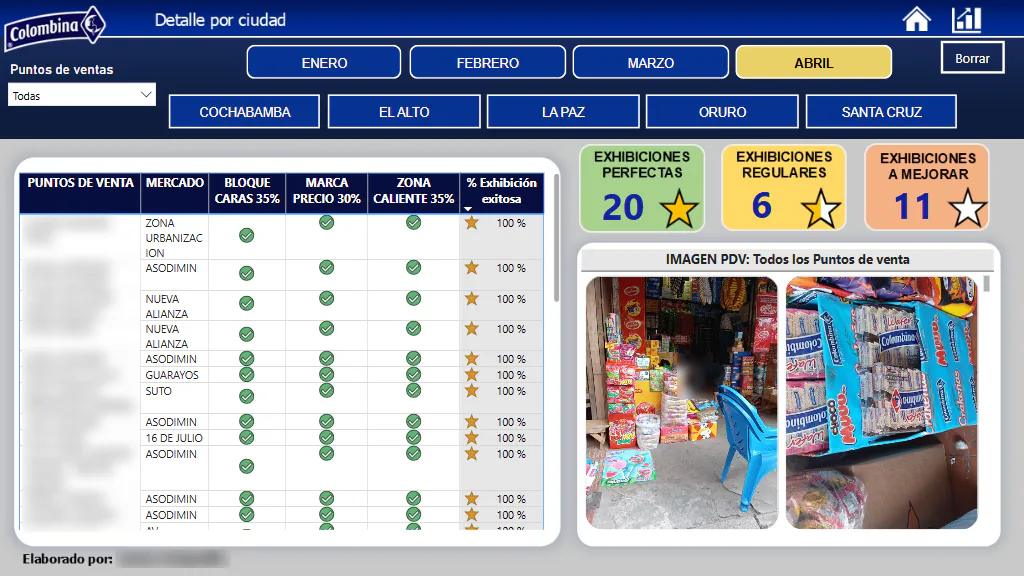 Colombina
Detalle por ciudad
Puntos de ventas
Todas
ENERO
FEBRERO
MARZO
ABRIL
Borrar
COCHABAMBA
EL ALTO
LA PAZ
ORURO
SANTA CRUZ
PUNTOS DE VENTA MERCADO BLOQUE CARAS 35% MARCA PRECIO 30% ZONA CALIENTE 35% % Exhibición exitosa
ZONA URBANIZACION 100 %
ASODIMIN 100 %
NUEVA ALIANZA 100 %
NUEVA ALIANZA 100 %
ASODIMIN 100 %
GUARAYOS 100 %
SUTO 100 %
ASODIMIN 100 %
16 DE JULIO 100 %
ASODIMIN 100 %
ASODIMIN 100 %
ASODIMIN 100 %
EXHIBICIONES
PERFECTAS
20
EXHIBICIONES
REGULARES
6
EXHIBICIONES
A MEJORAR
11
IMAGEN PDV: Todos los Puntos de venta
Wafer
Colombina
Muuu
Colombina
Elaborado por: